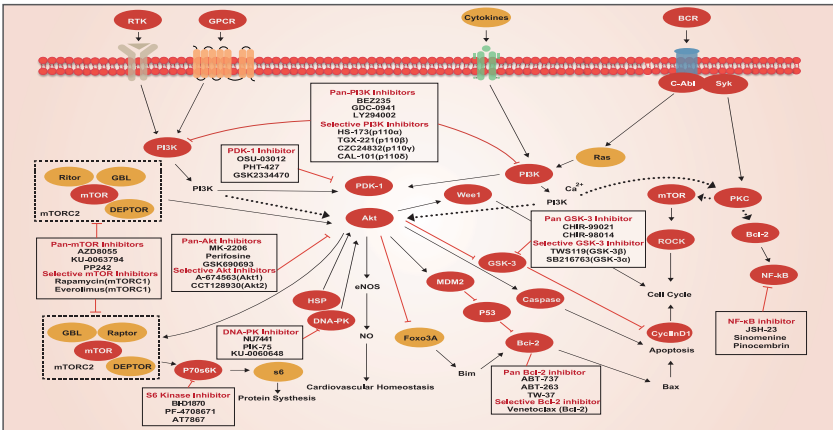 RTK
GPCR
Cytokines
BCR
C-Abl
Syk
Pan-PI3K Inhibitors
BEZ235
GDC-0941
LY294002
Selective PI3K Inhibitors
HS-173(p110α)
TGX-221(p110β)
CZC24832(p110γ)
CAL-101(p110δ)
PI3K
PDK-1 Inhibitor
OSU-03012
PHT-427
GSK2334470
PI3K
Ras
Ritor
GBL
mTOR
mTORC2
DEPTOR
PI3K
PDK-1
Akt
Wee1
PI3K
Ca2+
mTOR
PKC
Pan-mTOR Inhibitors
AZD8055
KU-0063794
PP242
Selective mTOR Inhibitors
Rapamycin(mTORC1)
Everolimus(mTORC1)
Pan-Akt Inhibitors
MK-2206
Perifosine
GSK690693
Selective Akt Inhibitors
A-674563(Akt1)
CCT128930(Akt2)
Pan GSK-3 Inhibitor
CHIR-99021
CHIR-98014
Selective GSK-3 Inhibitor
TWS119(GSK-3β)
SB216763(GSK-3α)
ROCK
Bcl-2
NF-kB
GSK-3
eNOS
MDM2
HSP
DNA-PK
Caspase
Cell Cycle
P53
GBL
Raptor
mTOR
mTORC2
DEPTOR
DNA-PK Inhibitor
NU7441
PIK-75
KU-0060648
NO
Foxo3A
Bcl-2
CyclinD1
Apoptosis
NF-κB inhibitor
JSH-23
Sinomenine
Pinocembrin
P70s6K
s6
Bim
Bax
Protein Systhesis
Cardiovascular Homeostasis
S6 Kinase Inhibitor
BI-D1870
PF-4708671
AT7867
Pan Bcl-2 inhibitor
ABT-737
ABT-263
TW-37
Selective Bcl-2 inhibitor
Venetoclax (Bcl-2)